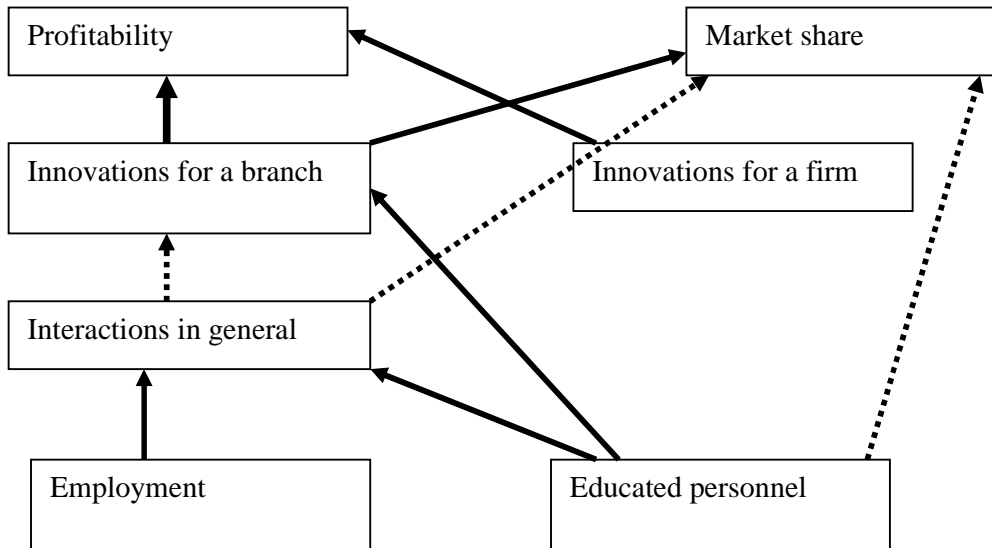 Profitability
Market share
Innovations for a branch
Innovations for a firm
Interactions in general
Employment
Educated personnel